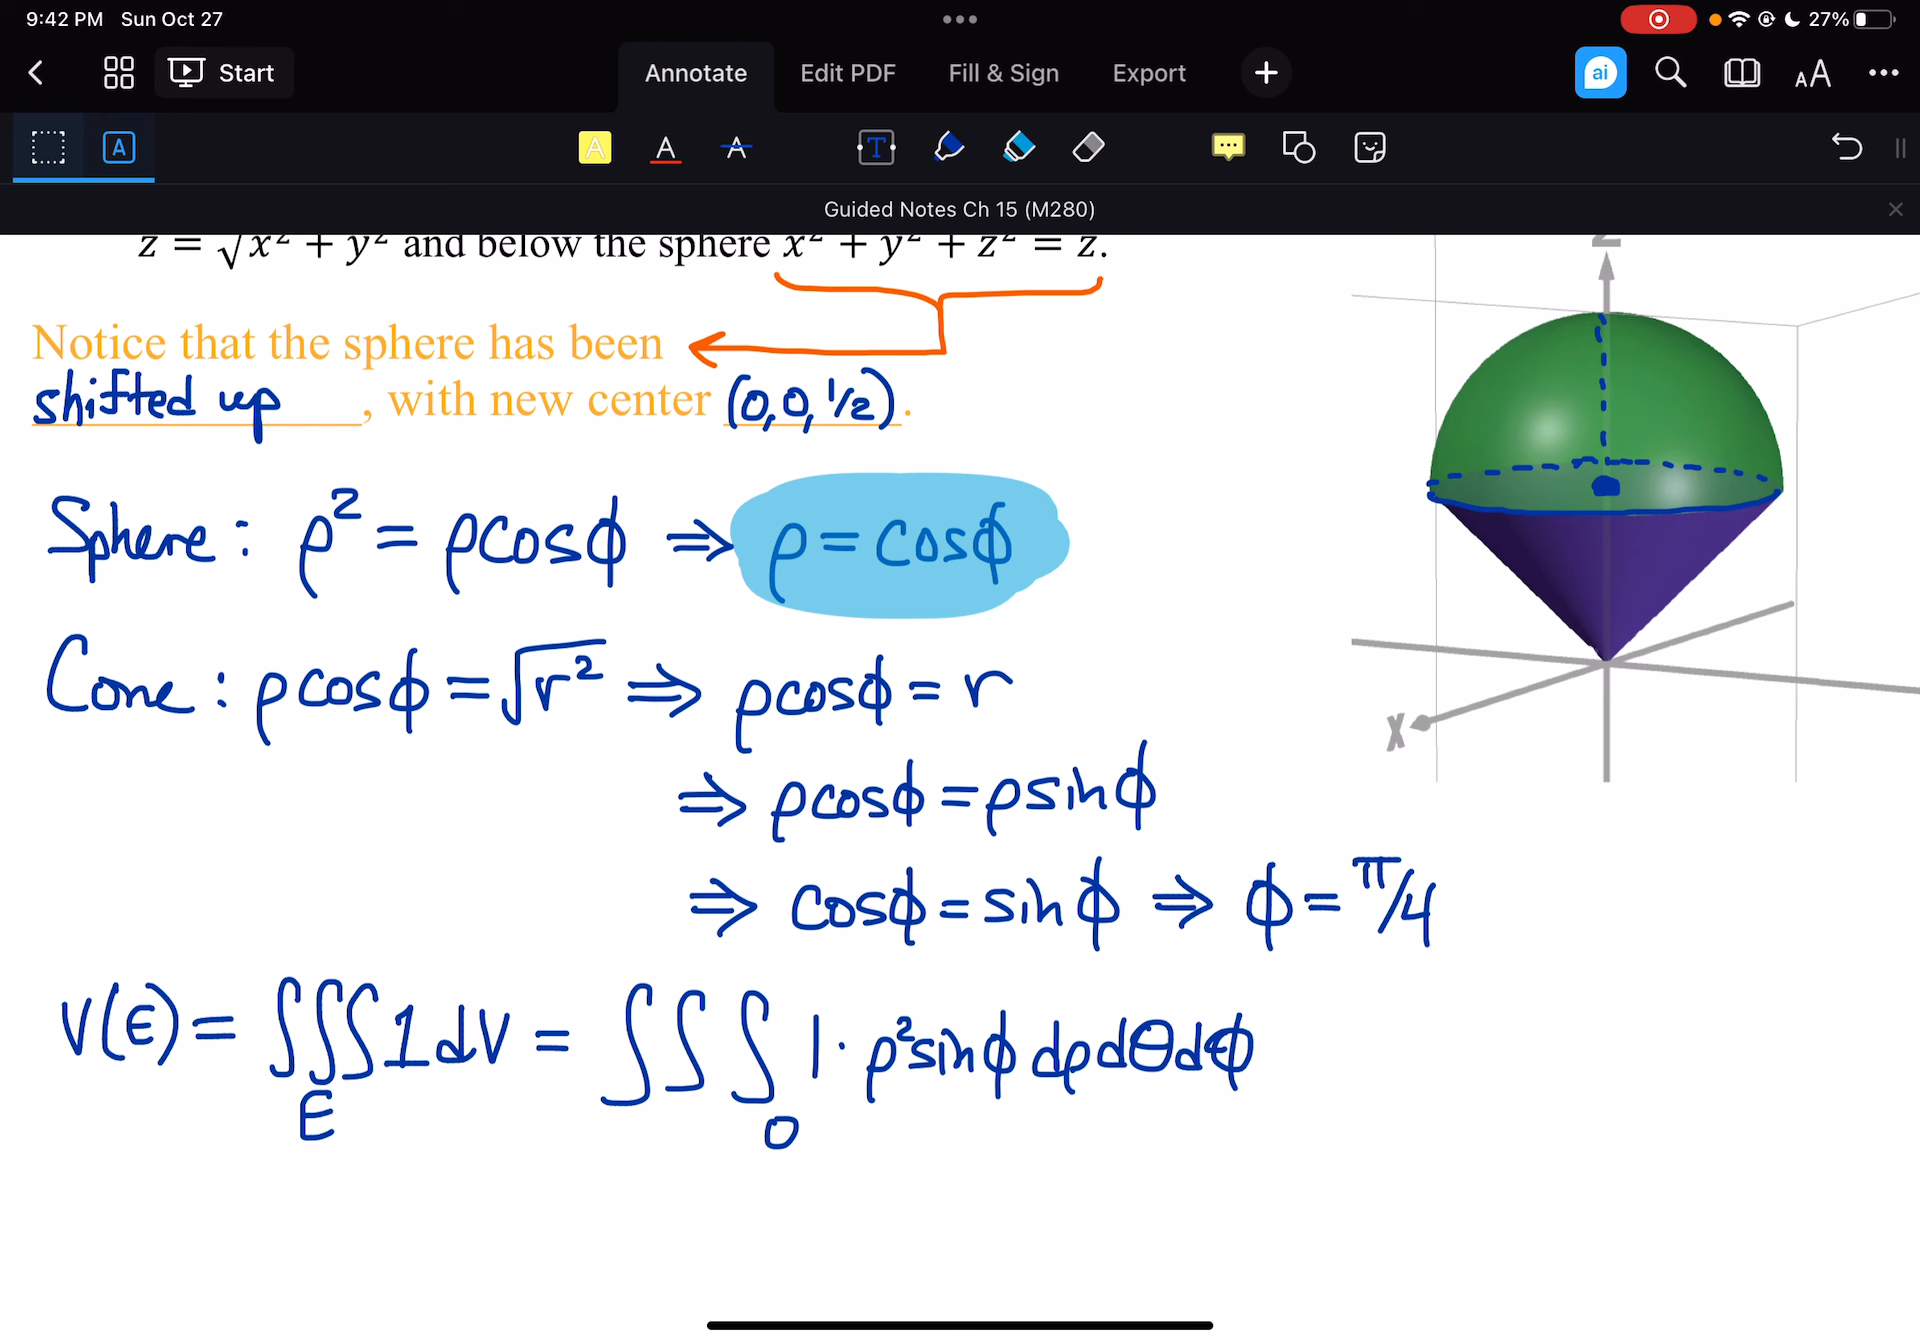 9:42 PM Sun Oct 27
27%
Start
Annotate
Edit PDF
Fill & Sign
Export
+
ai
AA
A
A
A
A
T
Guided Notes Ch 15 (M280)
z = √x² + y² and below the sphere x² + y² + z² = z.
Notice that the sphere has been
shifted up, with new center (0,0,1/2).
Sphere: ρ² = ρcosϕ ⇒ ρ = cosϕ
Cone: ρcosϕ = √r² ⇒ ρcosϕ = r
⇒ ρcosϕ = ρsinϕ
⇒ cosϕ = sinϕ ⇒ ϕ = π/4
V(E) = ∭ 1dV = ∫∫∫ 1· ρ²sinϕ dρdθdϕ
E
0
z
X